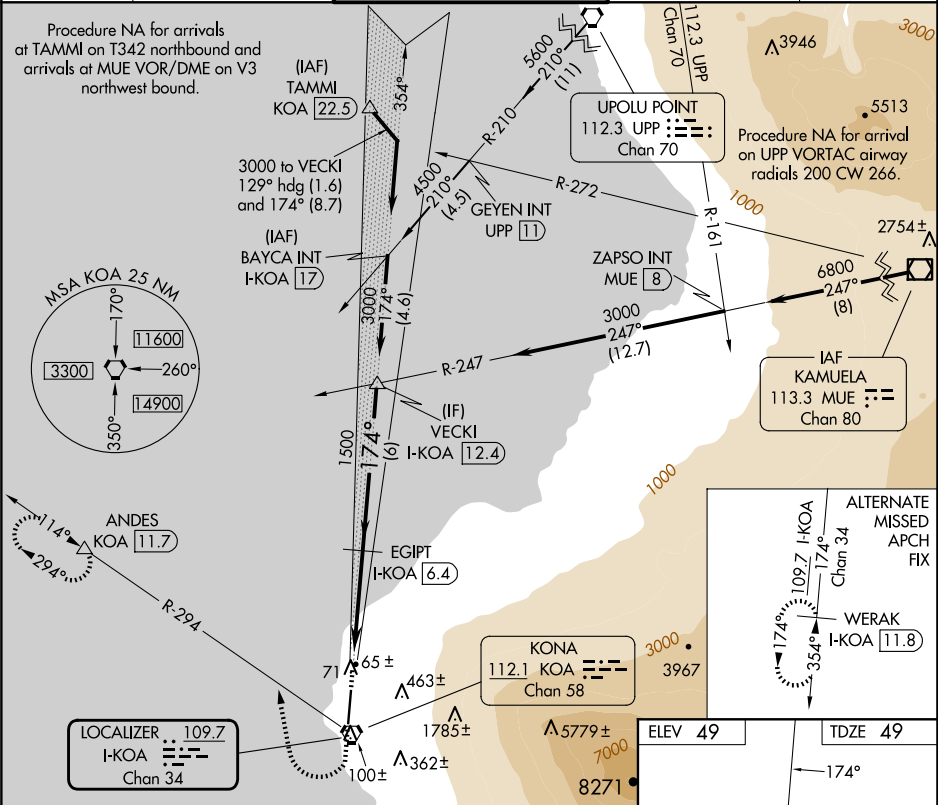 Procedure NA for arrivals
at TAMMI on T342 northbound and
arrivals at MUE VOR/DME on V3
northwest bound.
(IAF)
TAMMI
KOA 22.5
354°
5600
210°
(11)
R-210
112.3 UPP
Chan 70
3946
3000
5513
UPOLU POINT
112.3 UPP
Chan 70
Procedure NA for arrival
on UPP VORTAC airway
radials 200 CW 266.
3000 to VECKI
129° hdg (1.6)
and 174° (8.7)
4500
210°
(4.5)
GEYEN INT
UPP 11
R-272
R-161
1000
2754±
(IAF)
BAYCA INT
I-KOA 17
3000
174°
(4.6)
ZAPSO INT
MUE 8
6800
247°
(8)
3000
247°
(12.7)
R-247
IAF
KAMUELA
113.3 MUE
Chan 80
MSA KOA 25 NM
170°
11600
3300
260°
14900
350°
(IF)
VECKI
I-KOA 12.4
1500
174°
(6)
1000
ANDES
KOA 11.7
114°
294°
R-294
EGIPT
I-KOA 6.4
ALTERNATE
MISSED
APCH
FIX
109.7 I-KOA
174°
Chan 34
174°
354°
WERAK
I-KOA 11.8
71
65±
463±
KONA
112.1 KOA
Chan 58
3000
3967
1785±
5779±
7000
362±
100±
8271
LOCALIZER 109.7
I-KOA
Chan 34
ELEV 49
TDZE 49
174°